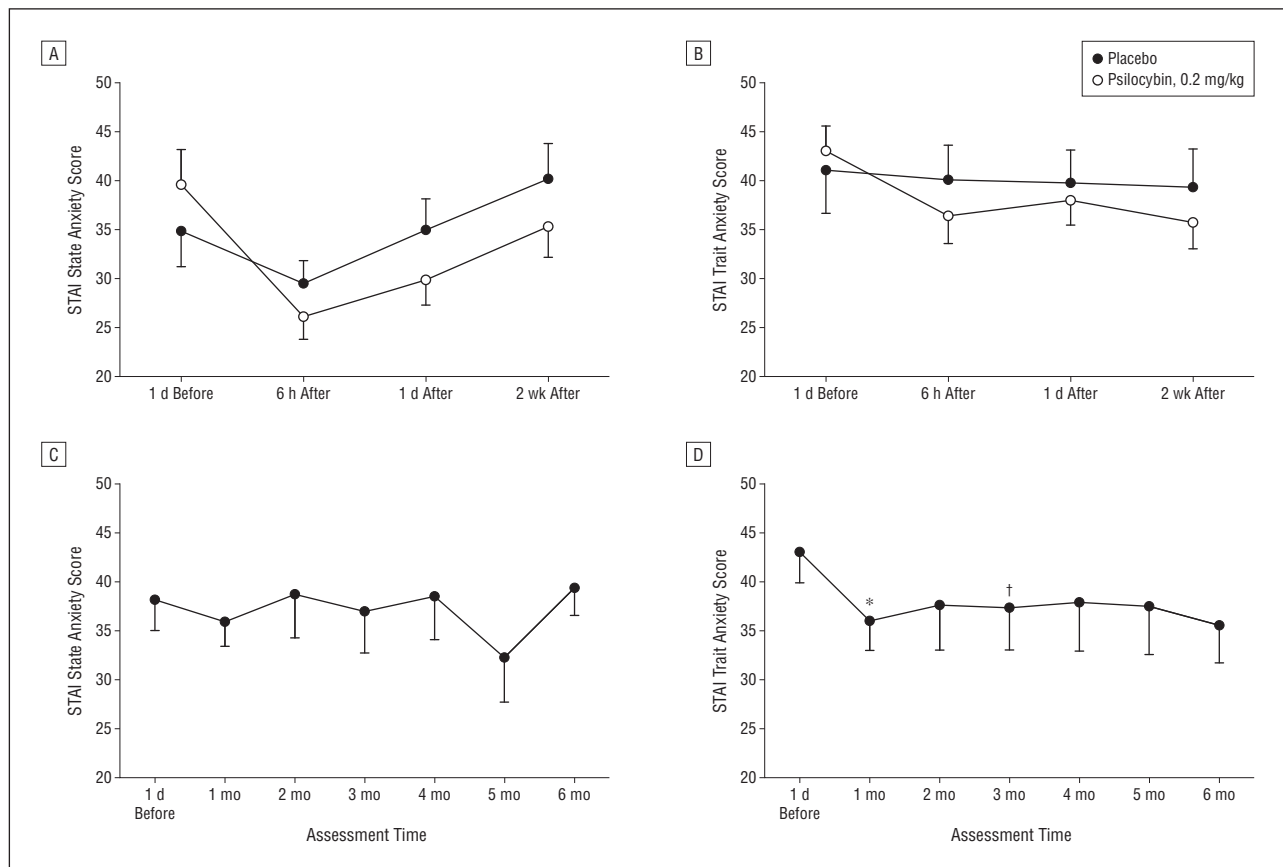 A
B
Placebo
Psilocybin, 0.2 mg/kg
STAI State Anxiety Score
50
45
40
35
30
25
20
1 d Before
6 h After
1 d After
2 wk After
STAI Trait Anxiety Score
50
45
40
35
30
25
20
1 d Before
6 h After
1 d After
2 wk After
C
STAI State Anxiety Score
50
45
40
35
30
25
20
1 d
Before
1 mo
2 mo
3 mo
4 mo
5 mo
6 mo
Assessment Time
D
STAI Trait Anxiety Score
50
45
40
35
30
25
20
*
†
1 d
Before
1 mo
2 mo
3 mo
4 mo
5 mo
6 mo
Assessment Time